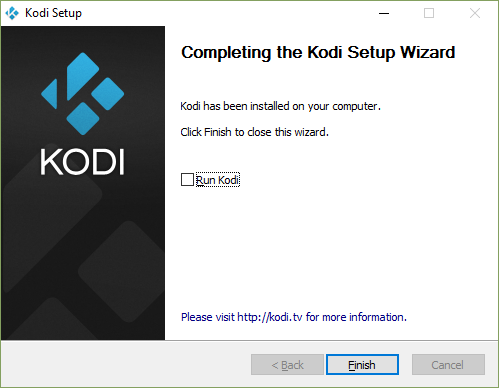 Kodi Setup
Completing the Kodi Setup Wizard
Kodi has been installed on your computer.
Click Finish to close this wizard.
KODI
Run Kodi
Please visit http://kodi.tv for more information.
< Back
Finish
Cancel